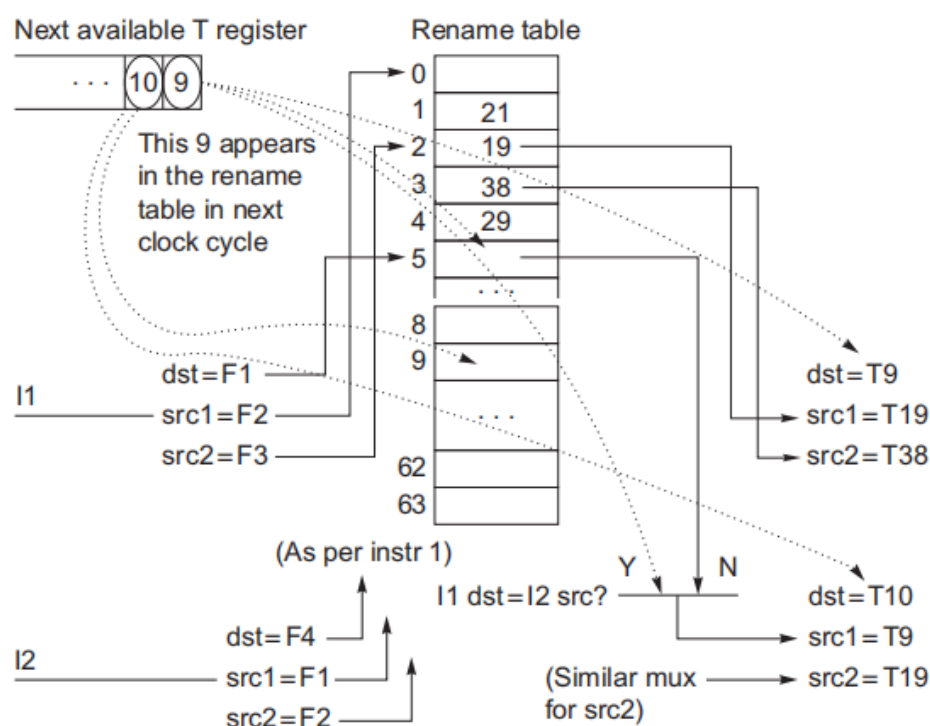 Next available T register
Rename table
· · · 10 9
This 9 appears
in the rename
table in next
clock cycle
0
1 21
2 19
3 38
4 29
5
· · ·
8
9
· · ·
62
63
I1
dst=F1
src1=F2
src2=F3
dst=T9
src1=T19
src2=T38
(As per instr 1)
Y N
I1 dst=I2 src?
I2
dst=F4
src1=F1
src2=F2
(Similar mux
for src2)
dst=T10
src1=T9
src2=T19